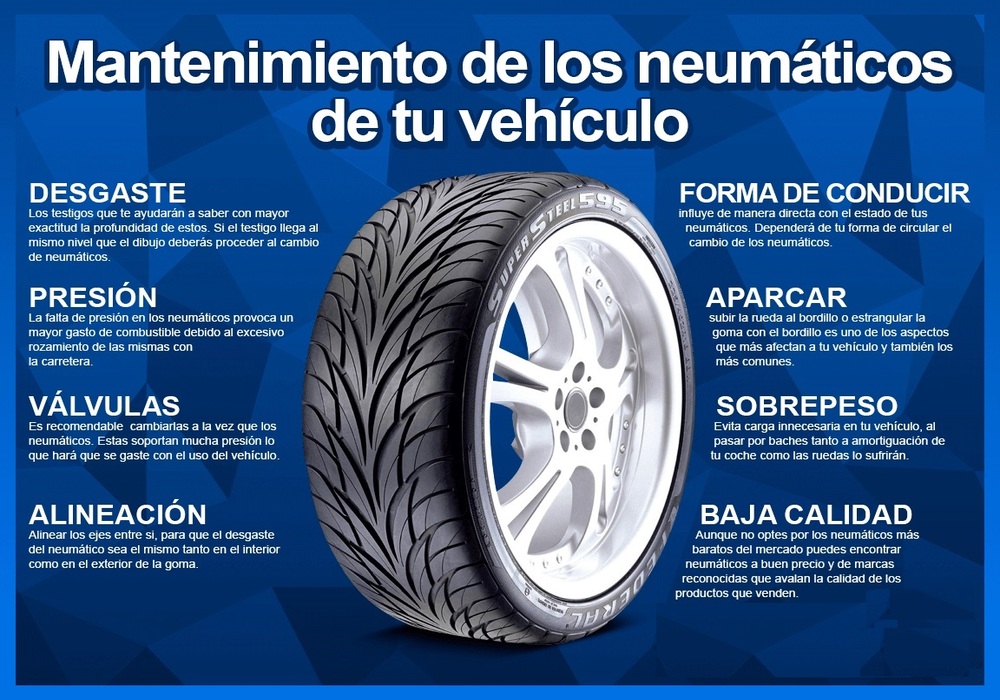 Mantenimiento de los neumáticos
de tu vehículo
DESGASTE
Los testigos que te ayudarán a saber con mayor
exactitud la profundidad de estos. Si el testigo llega al
mismo nivel que el dibujo deberás proceder al cambio
de neumáticos.
PRESIÓN
La falta de presión en los neumáticos provoca un
mayor gasto de combustible debido al excesivo
rozamiento de las mismas con
la carretera.
VÁLVULAS
Es recomendable cambiarlas a la vez que los
neumáticos. Estas soportan mucha presión lo
que hará que se gaste con el uso del vehículo.
ALINEACIÓN
Alinear los ejes entre si, para que el desgaste
del neumático sea el mismo tanto en el interior
como en el exterior de la goma.
SUPER STEEL 595
FEDERAL
FORMA DE CONDUCIR
influye de manera directa con el estado de tus
neumáticos. Dependerá de tu forma de circular el
cambio de los neumáticos.
APARCAR
subir la rueda al bordillo o estrangular la
goma con el bordillo es uno de los aspectos
que más afectan a tu vehículo y también los
más comunes.
SOBREPESO
Evita carga innecesaria en tu vehículo, al
pasar por baches tanto a amortiguación de
tu coche como las ruedas lo sufrirán.
BAJA CALIDAD
Aunque no optes por los neumáticos más
baratos del mercado puedes encontrar
neumáticos a buen precio y de marcas
reconocidas que avalan la calidad de los
productos que venden.